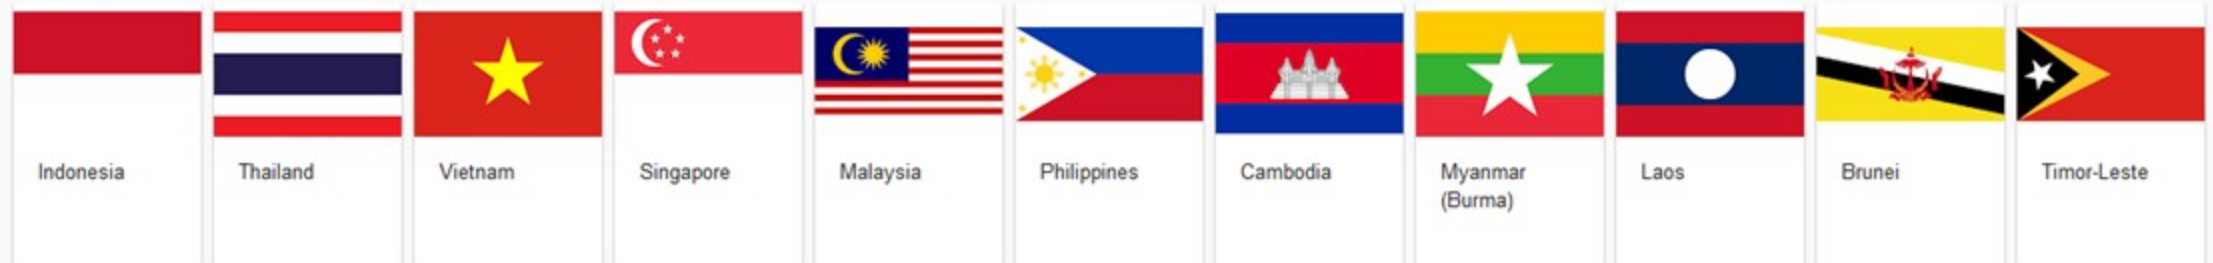 Indonesia
Thailand
Vietnam
Singapore
Malaysia
Philippines
Cambodia
Myanmar
(Burma)
Laos
Brunei
Timor-Leste